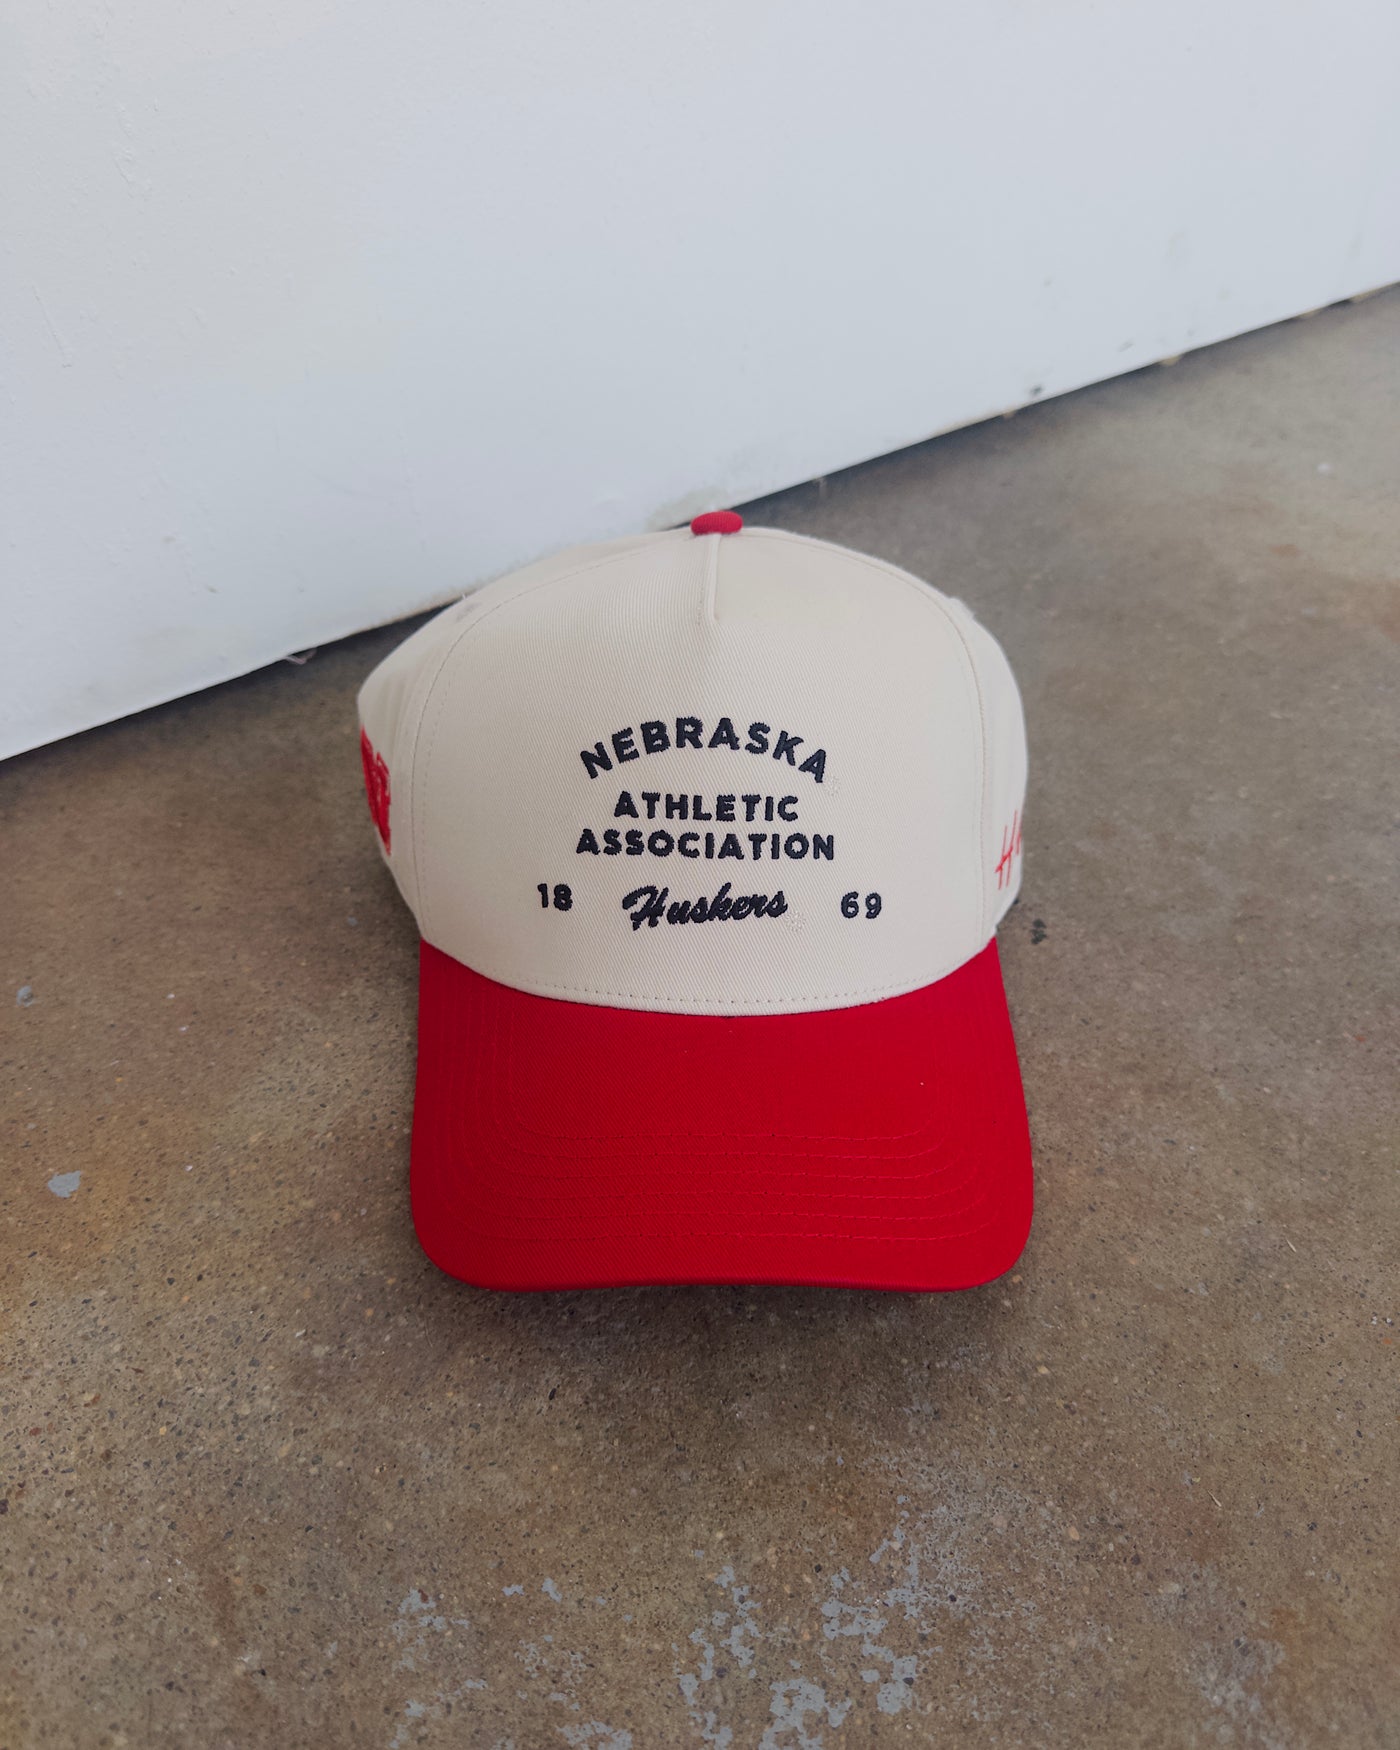 NEBRASKA
ATHLETIC
ASSOCIATION
18 Huskers 69